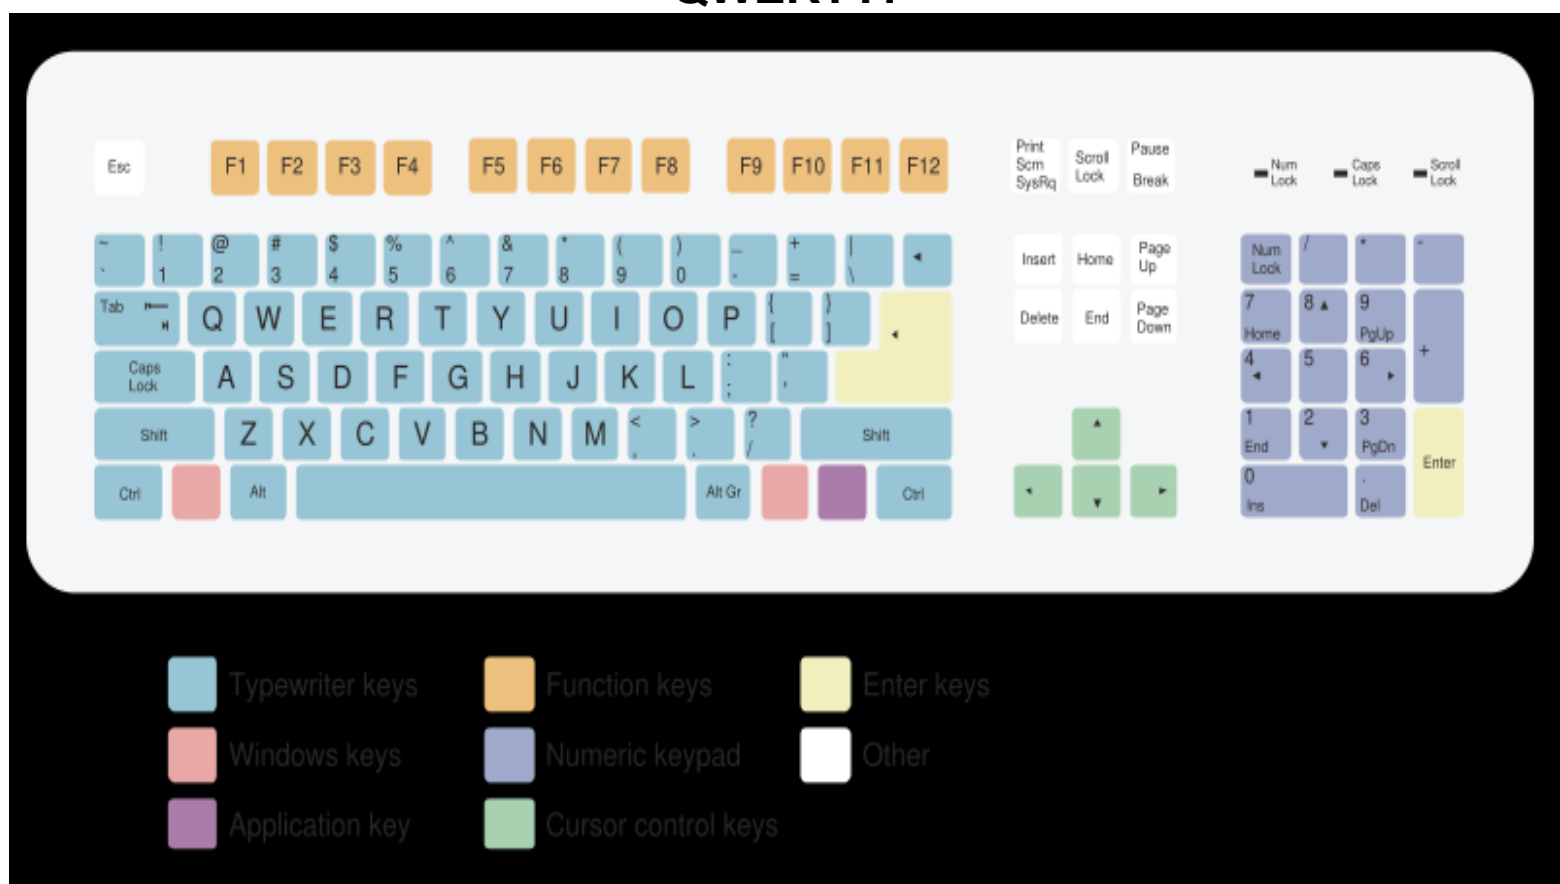 Esc F1 F2 F3 F4 F5 F6 F7 F8 F9 F10 F11 F12 Print Scrn SysRq Scroll Lock Pause Break Num Lock Caps Lock Scroll Lock
~ ` ! 1 @ 2 # 3 $ 4 % 5 ^ 6 & 7 * 8 ( 9 ) 0 _ - + = | \ Insert Home Page Up Num Lock / * -
Tab Q W E R T Y U I O P { [ } ] Delete End Page Down 7 Home 8 9 PgUp +
Caps Lock A S D F G H J K L : ; " ' 4 5 6
Shift Z X C V B N M < , > . ? / Shift 1 End 2 3 PgDn Enter
Ctrl Alt Alt Gr Ctrl 0 Ins . Del
Typewriter keys Function keys Enter keys
Windows keys Numeric keypad Other
Application key Cursor control keys